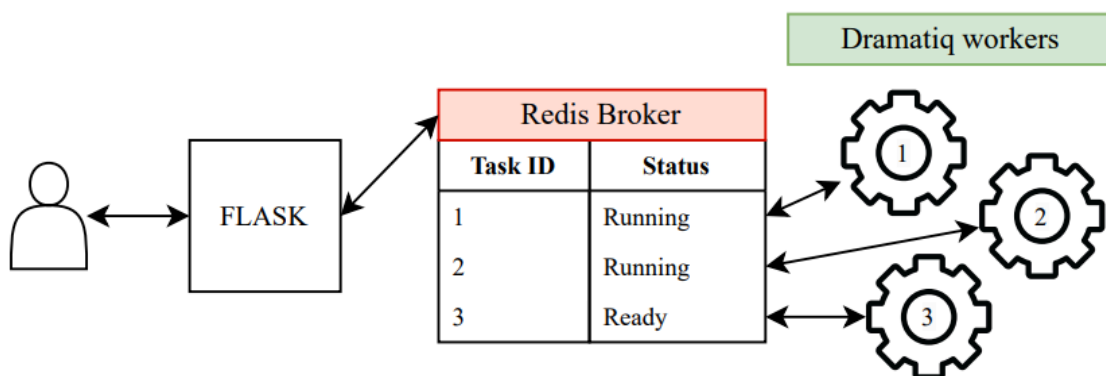 Dramatiq workers
Redis Broker
Task ID Status
1 Running
2 Running
3 Ready
FLASK
1
2
3